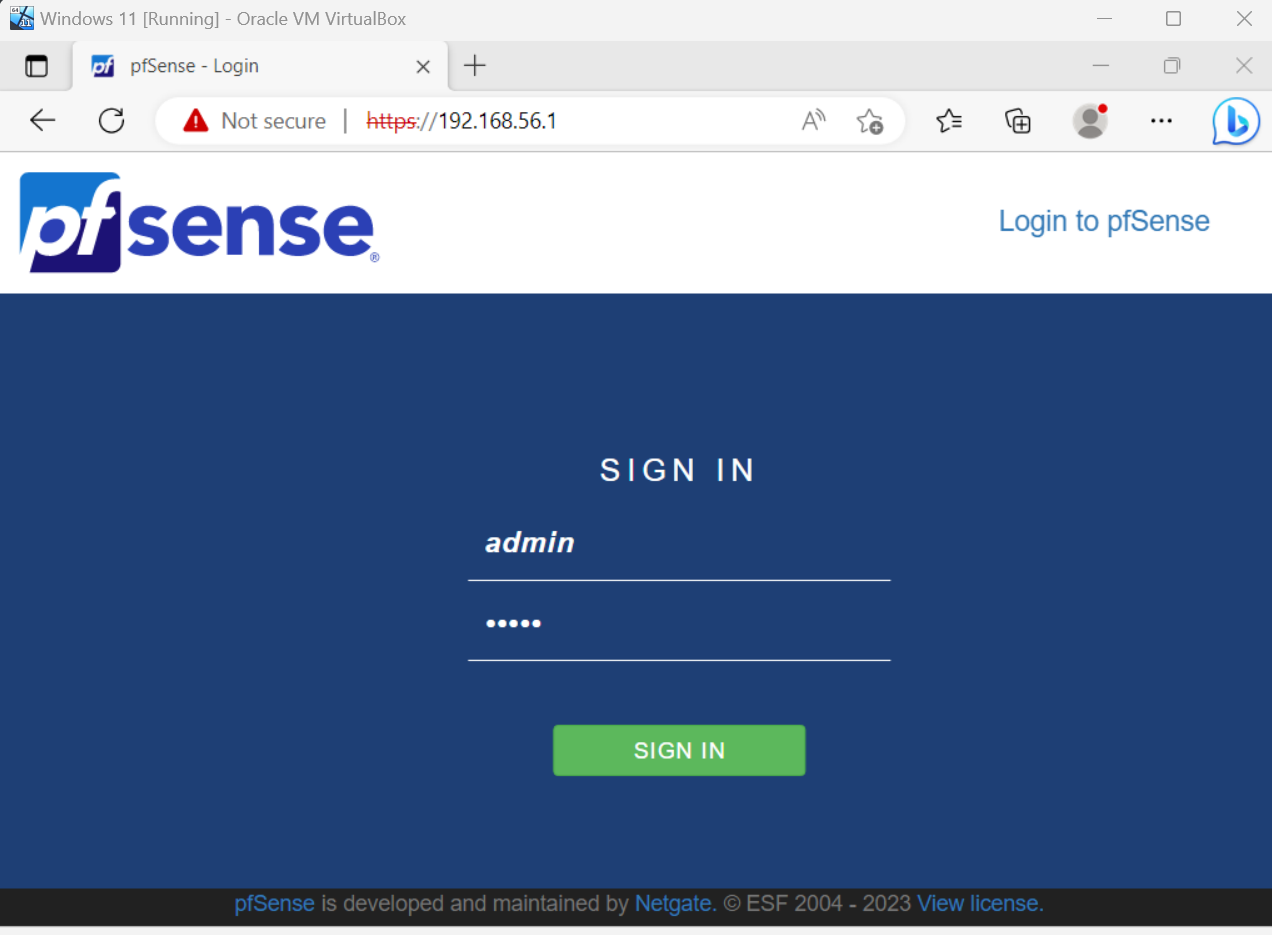 Windows 11 [Running] - Oracle VM VirtualBox
pfSense - Login
Not secure | https://192.168.56.1
pfsense®
Login to pfSense
SIGN IN
admin
•••••
SIGN IN
pfSense is developed and maintained by Netgate. © ESF 2004 - 2023 View license.